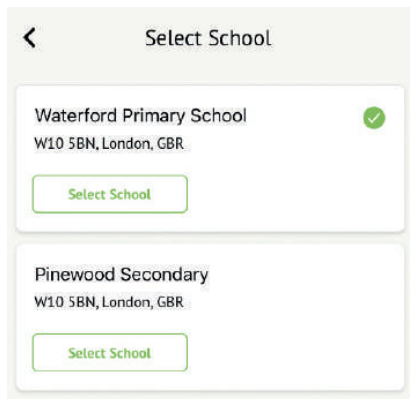 Select School
Waterford Primary School
W10 5BN, London, GBR
Select School
Pinewood Secondary
W10 5BN, London, GBR
Select School